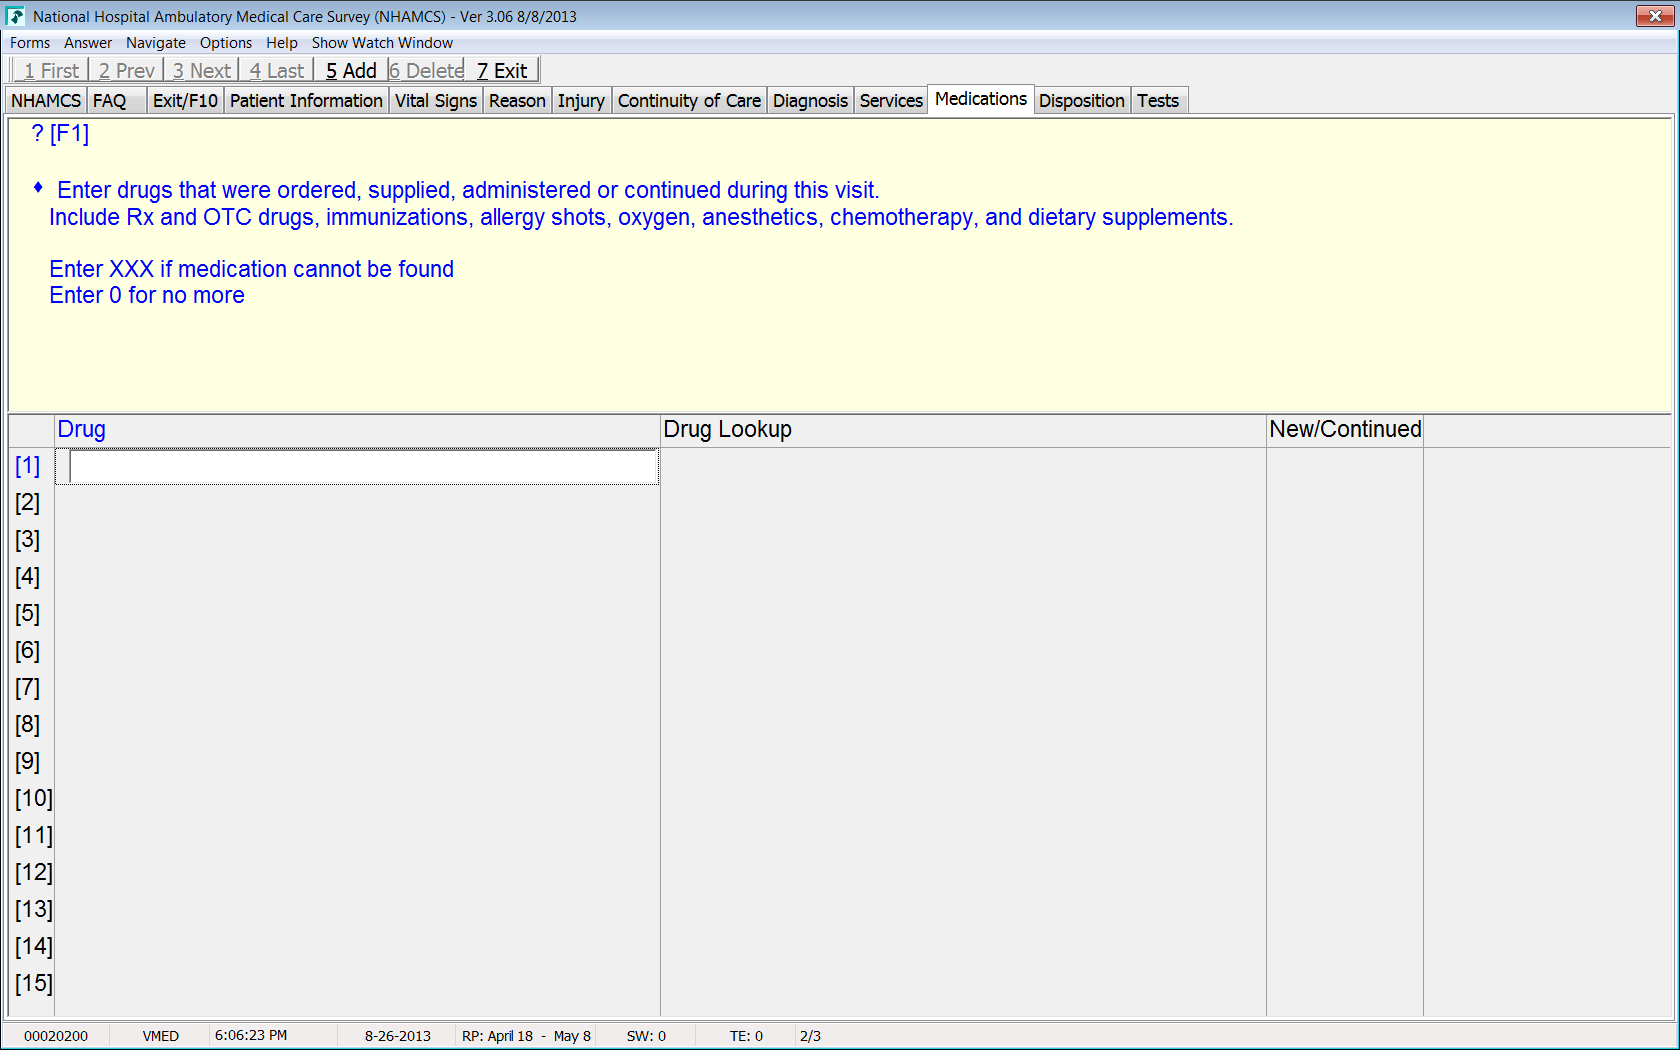 National Hospital Ambulatory Medical Care Survey (NHAMCS) - Ver 3.06 8/8/2013
Forms Answer Navigate Options Help Show Watch Window
1 First 2 Prev 3 Next 4 Last 5 Add 6 Delete 7 Exit
NHAMCS FAQ Exit/F10 Patient Information Vital Signs Reason Injury Continuity of Care Diagnosis Services Medications Disposition Tests
? [F1]
♦ Enter drugs that were ordered, supplied, administered or continued during this visit.
Include Rx and OTC drugs, immunizations, allergy shots, oxygen, anesthetics, chemotherapy, and dietary supplements.
Enter XXX if medication cannot be found
Enter 0 for no more
Drug Drug Lookup New/Continued
[1]
[2]
[3]
[4]
[5]
[6]
[7]
[8]
[9]
[10]
[11]
[12]
[13]
[14]
[15]
00020200 VMED 6:06:23 PM 8-26-2013 RP: April 18 - May 8 SW: 0 TE: 0 2/3